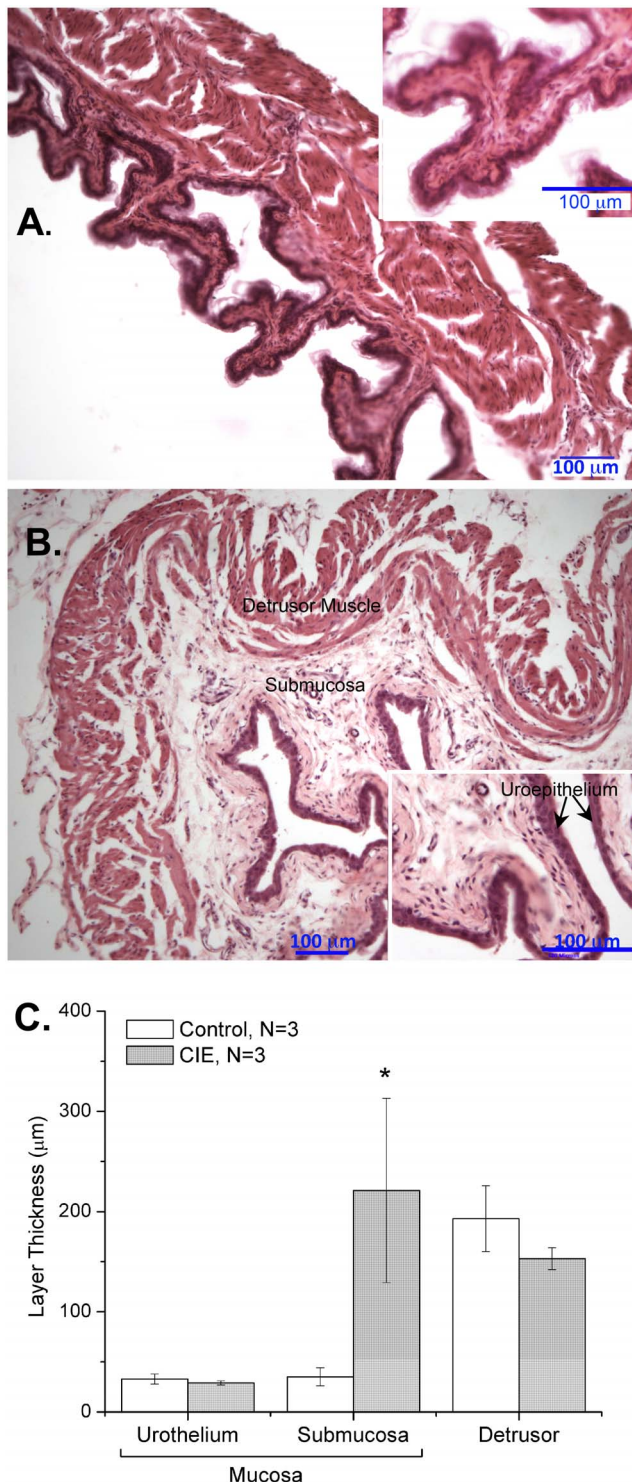 A.
100 μm
100 μm
B.
Detrusor Muscle
Submucosa
Uroepithelium
100 μm
100 μm
C.
Control, N=3
CIE, N=3
*
400
300
200
100
0
Layer Thickness (μm)
Urothelium
Submucosa
Detrusor
Mucosa